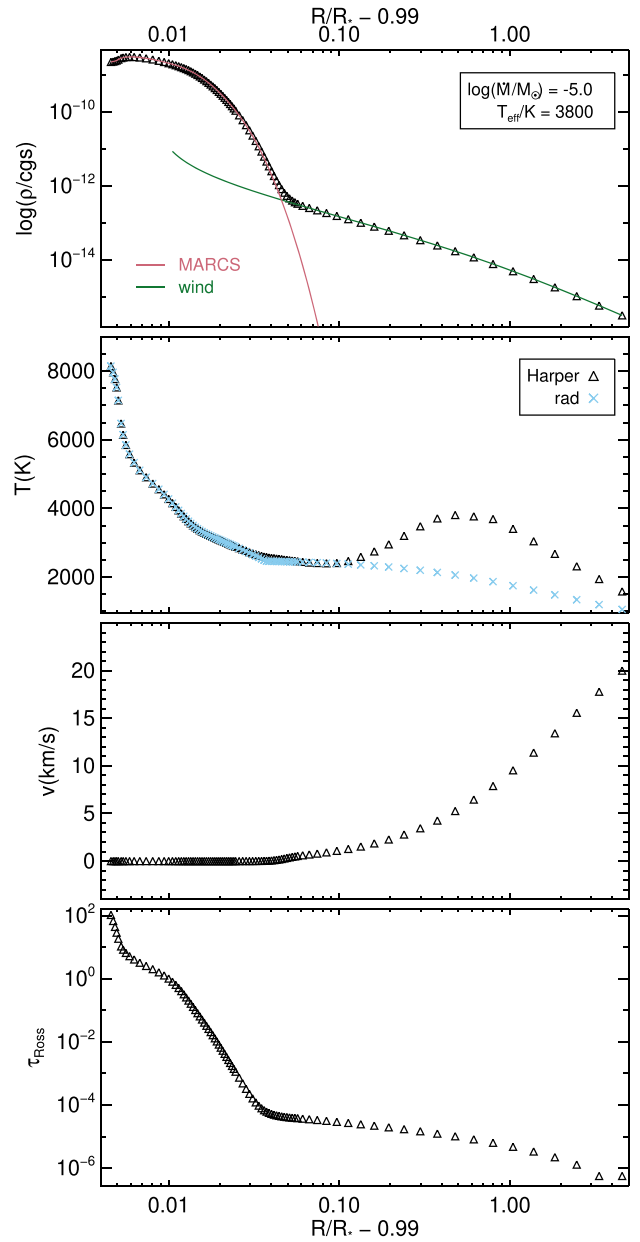 R/R* − 0.99
0.01 0.10 1.00
log(Ṁ/M☉) = -5.0
Teff/K = 3800
10⁻¹⁰
10⁻¹²
10⁻¹⁴
log(ρ/cgs)
MARCS
wind
8000
6000
4000
2000
T(K)
Harper
rad
20
15
10
5
0
v(km/s)
10²
10⁰
10⁻²
10⁻⁴
10⁻⁶
τRoss
0.01 0.10 1.00
R/R* − 0.99